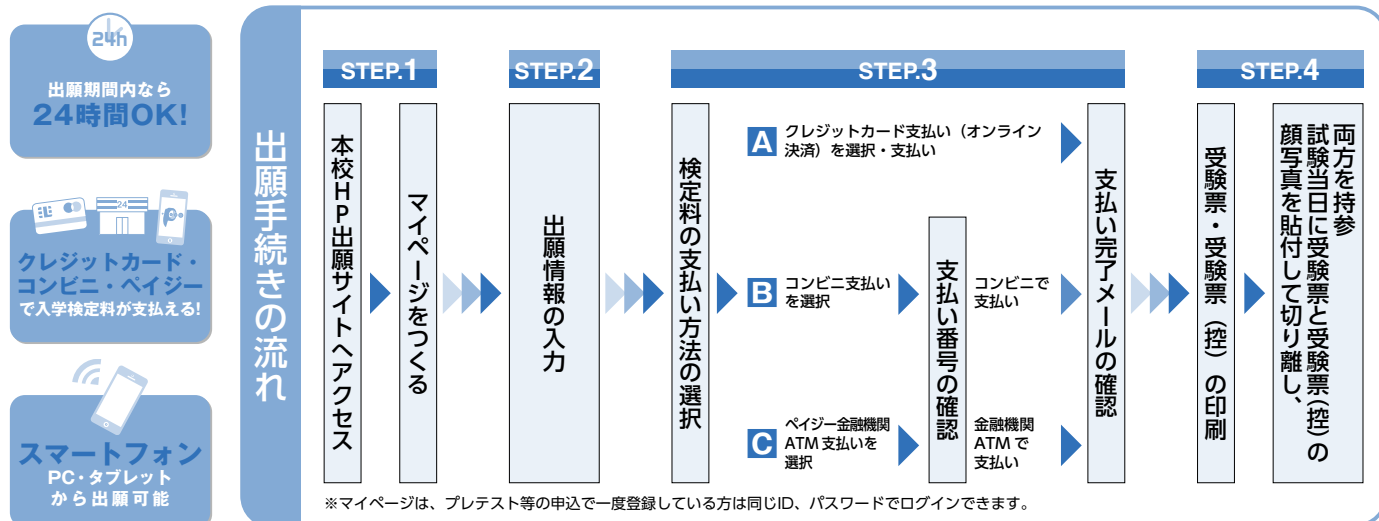 24h
出願期間内なら
24時間OK!
24
クレジットカード・
コンビニ・ペイジー
で入学検定料が支払える!
スマートフォン
PC・タブレット
から出願可能
出願手続きの流れ
STEP.1
本校HP出願サイトへアクセス
マイページをつくる
STEP.2
出願情報の入力
STEP.3
検定料の支払い方法の選択
A
クレジットカード支払い（オンライン
決済）を選択・支払い
B
コンビニ支払い
を選択
C
ペイジー金融機関
ATM支払いを
選択
支払い番号の確認
コンビニで
支払い
金融機関
ATMで
支払い
支払い完了メールの確認
STEP.4
受験票・受験票（控）の印刷
顔写真を貼付して切り離し、
試験当日に受験票と受験票(控)の
両方を持参
※マイページは、プレテスト等の申込で一度登録している方は同じID、パスワードでログインできます。